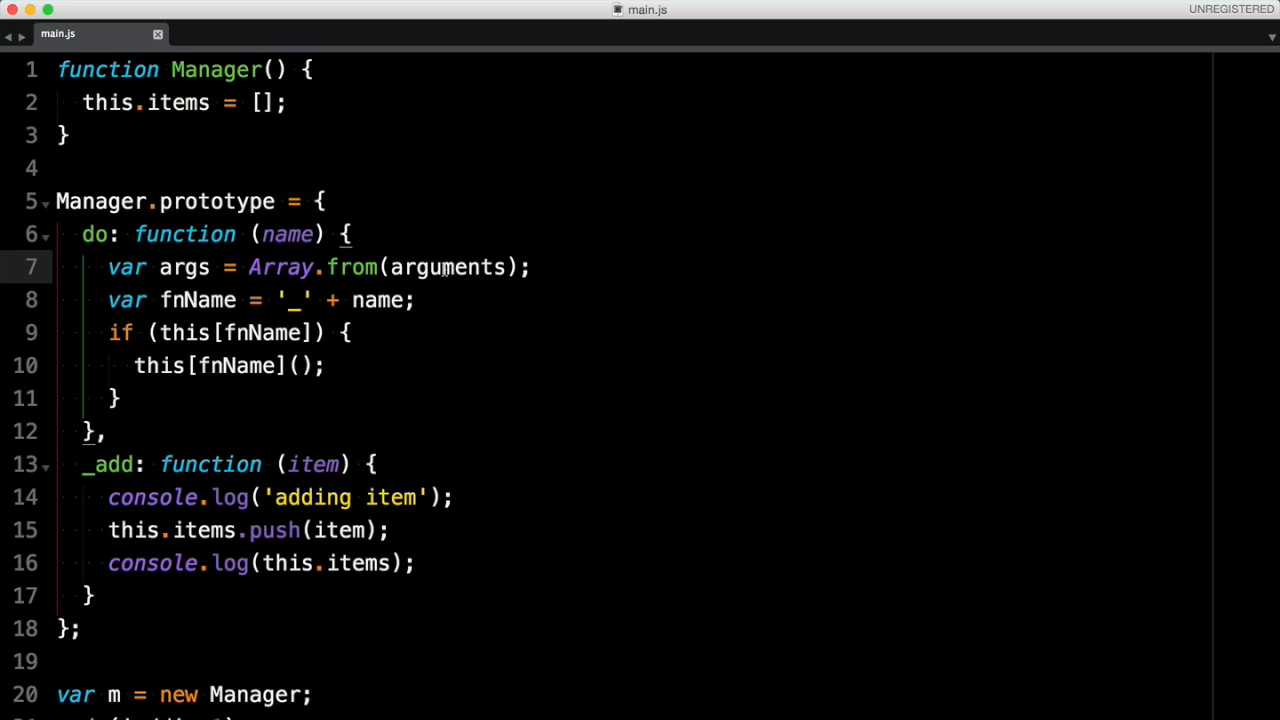 main.js
UNREGISTERED
main.js
1 function Manager() {
2 this.items = [];
3 }
4
5 Manager.prototype = {
6 do: function (name) {
7 var args = Array.from(arguments);
8 var fnName = '_' + name;
9 if (this[fnName]) {
10 this[fnName]();
11 }
12 },
13 _add: function (item) {
14 console.log('adding item');
15 this.items.push(item);
16 console.log(this.items);
17 }
18 };
19
20 var m = new Manager;